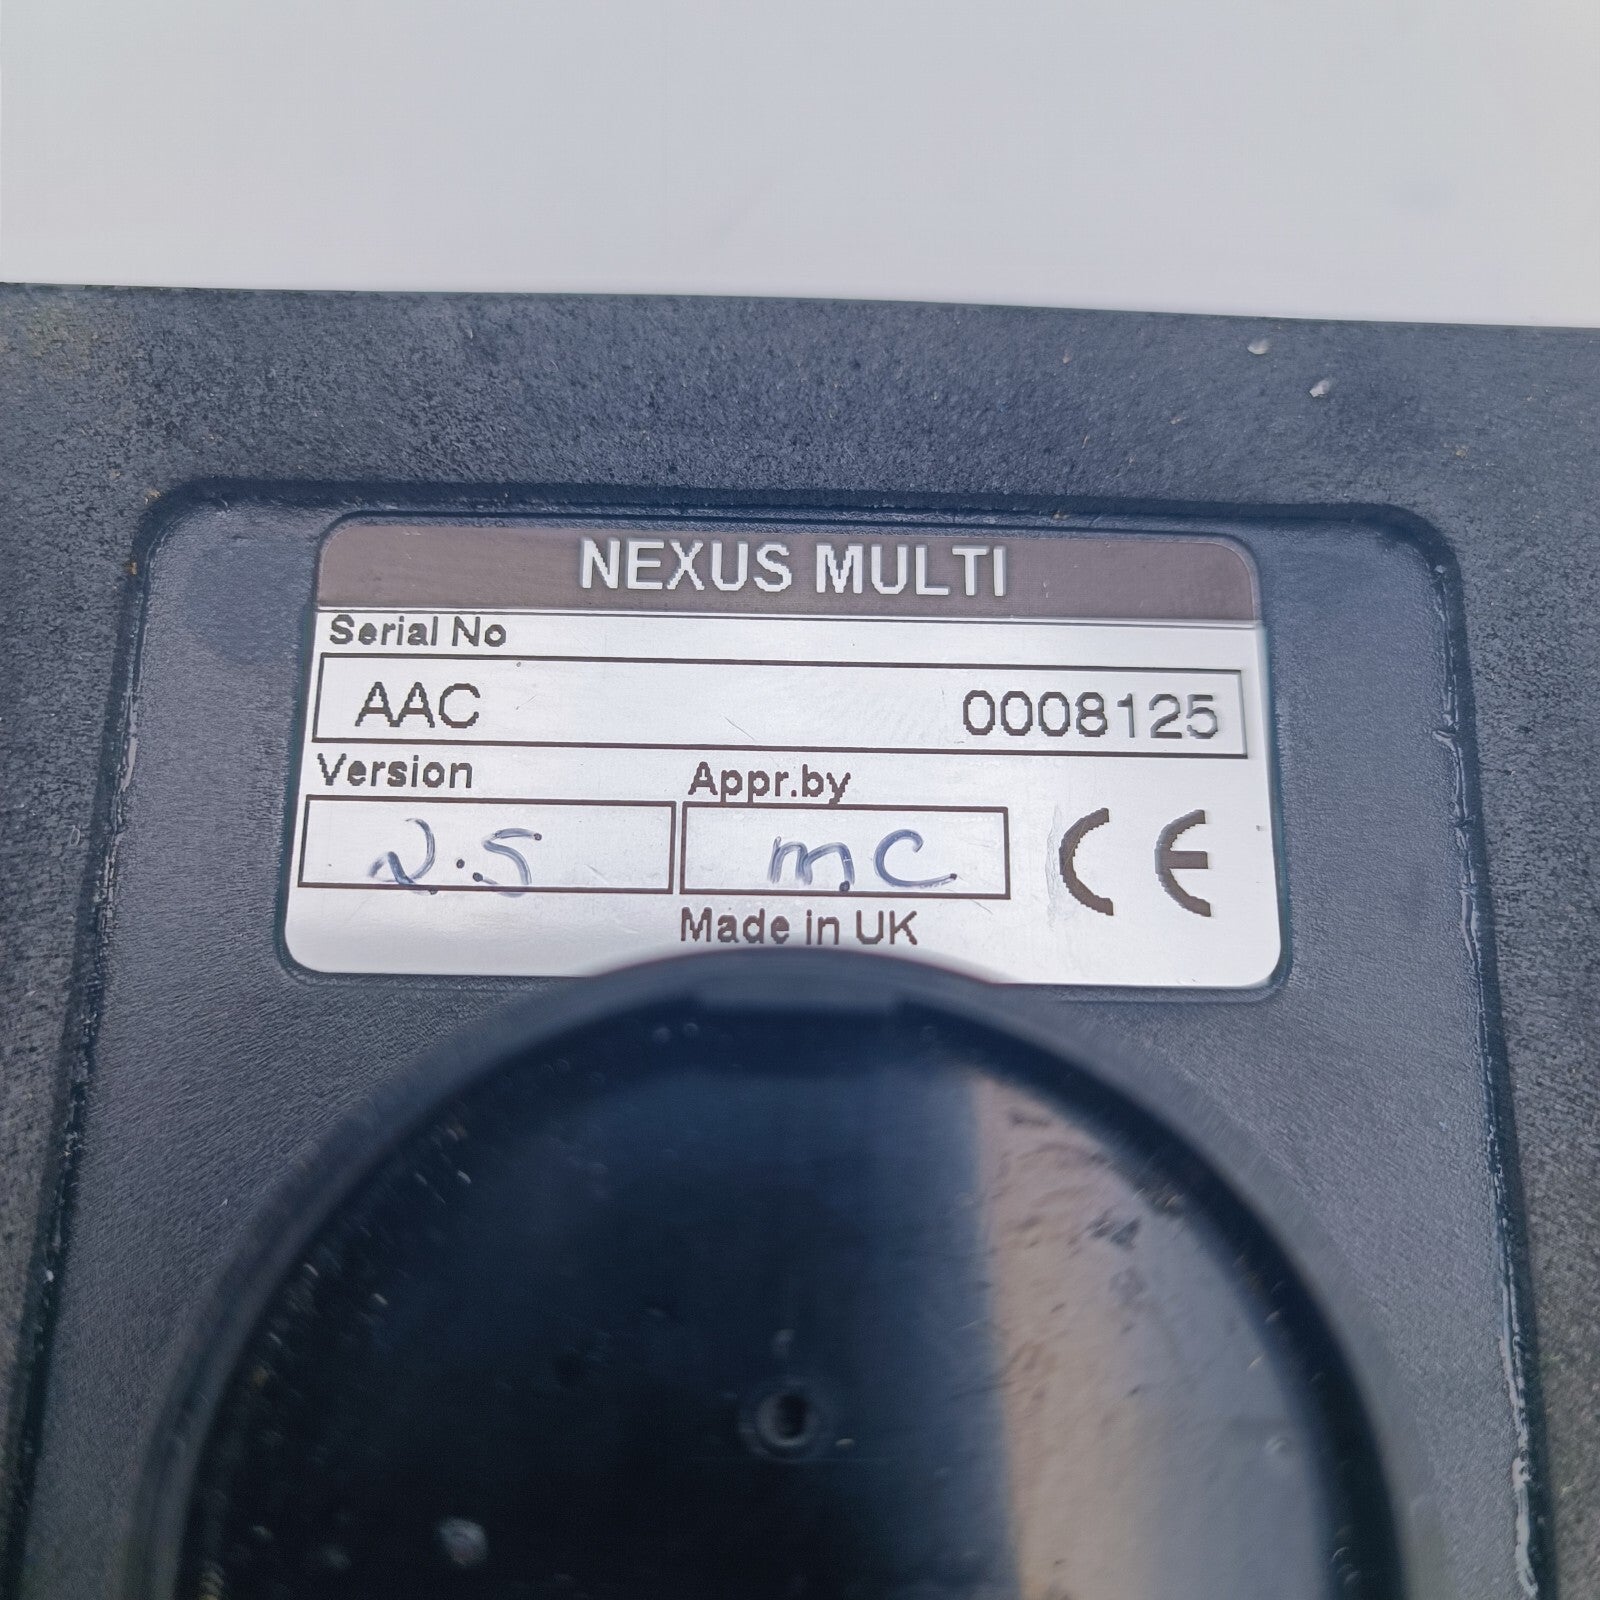 NEXUS MULTI
Serial No
AAC 0008125
Version Appr.by
2.5 mc
CE
Made in UK